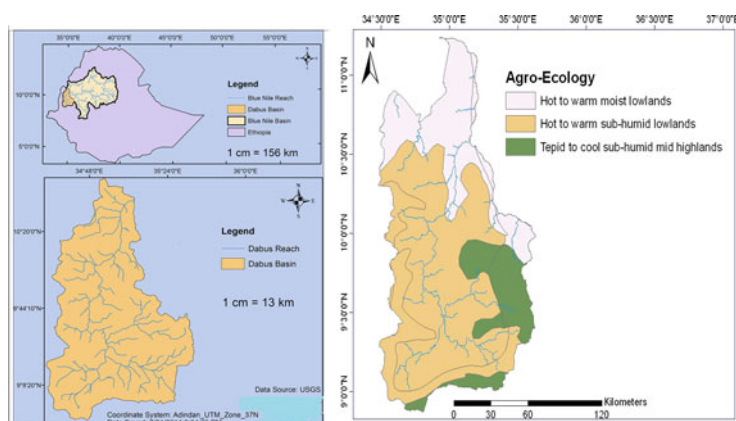 35°0'0"E 40°0'0"E 45°0'0"E 50°0'0"E 55°0'0"E
10°0'0"N
5°0'0"N
Legend
Blue Nile Reach
Dabus Basin
Blue Nile Basin
Ethiopia
1 cm = 156 km
34°48'0"E 35°24'0"E 36°0'0"E
10°20'0"N
9°44'10"N
9°9'20"N
Legend
Dabus Reach
Dabus Basin
1 cm = 13 km
Data Source: USGS
Coordinate System: Adindan_UTM_Zone_37N
34°30'0"E 35°0'0"E 35°30'0"E 36°0'0"E 36°30'0"E 37°0'0"E
N
11°0'0"N
10°30'0"N
10°0'0"N
9°30'0"N
9°0'0"N
Agro-Ecology
Hot to warm moist lowlands
Hot to warm sub-humid lowlands
Tepid to cool sub-humid mid highlands
Kilometers
0 30 60 120